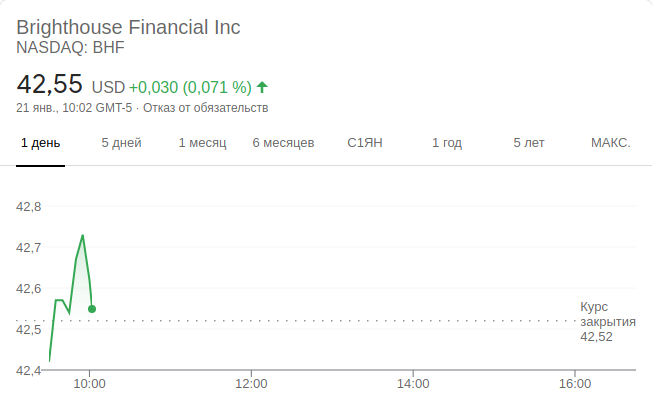 Brighthouse Financial Inc
NASDAQ: BHF
42,55 USD +0,030 (0,071 %)
21 янв., 10:02 GMT-5 · Отказ от обязательств
1 день 5 дней 1 месяц 6 месяцев С1ЯН 1 год 5 лет МАКС.
42,8
42,7
42,6
42,5
42,4
Курс
закрытия
42,52
10:00 12:00 14:00 16:00